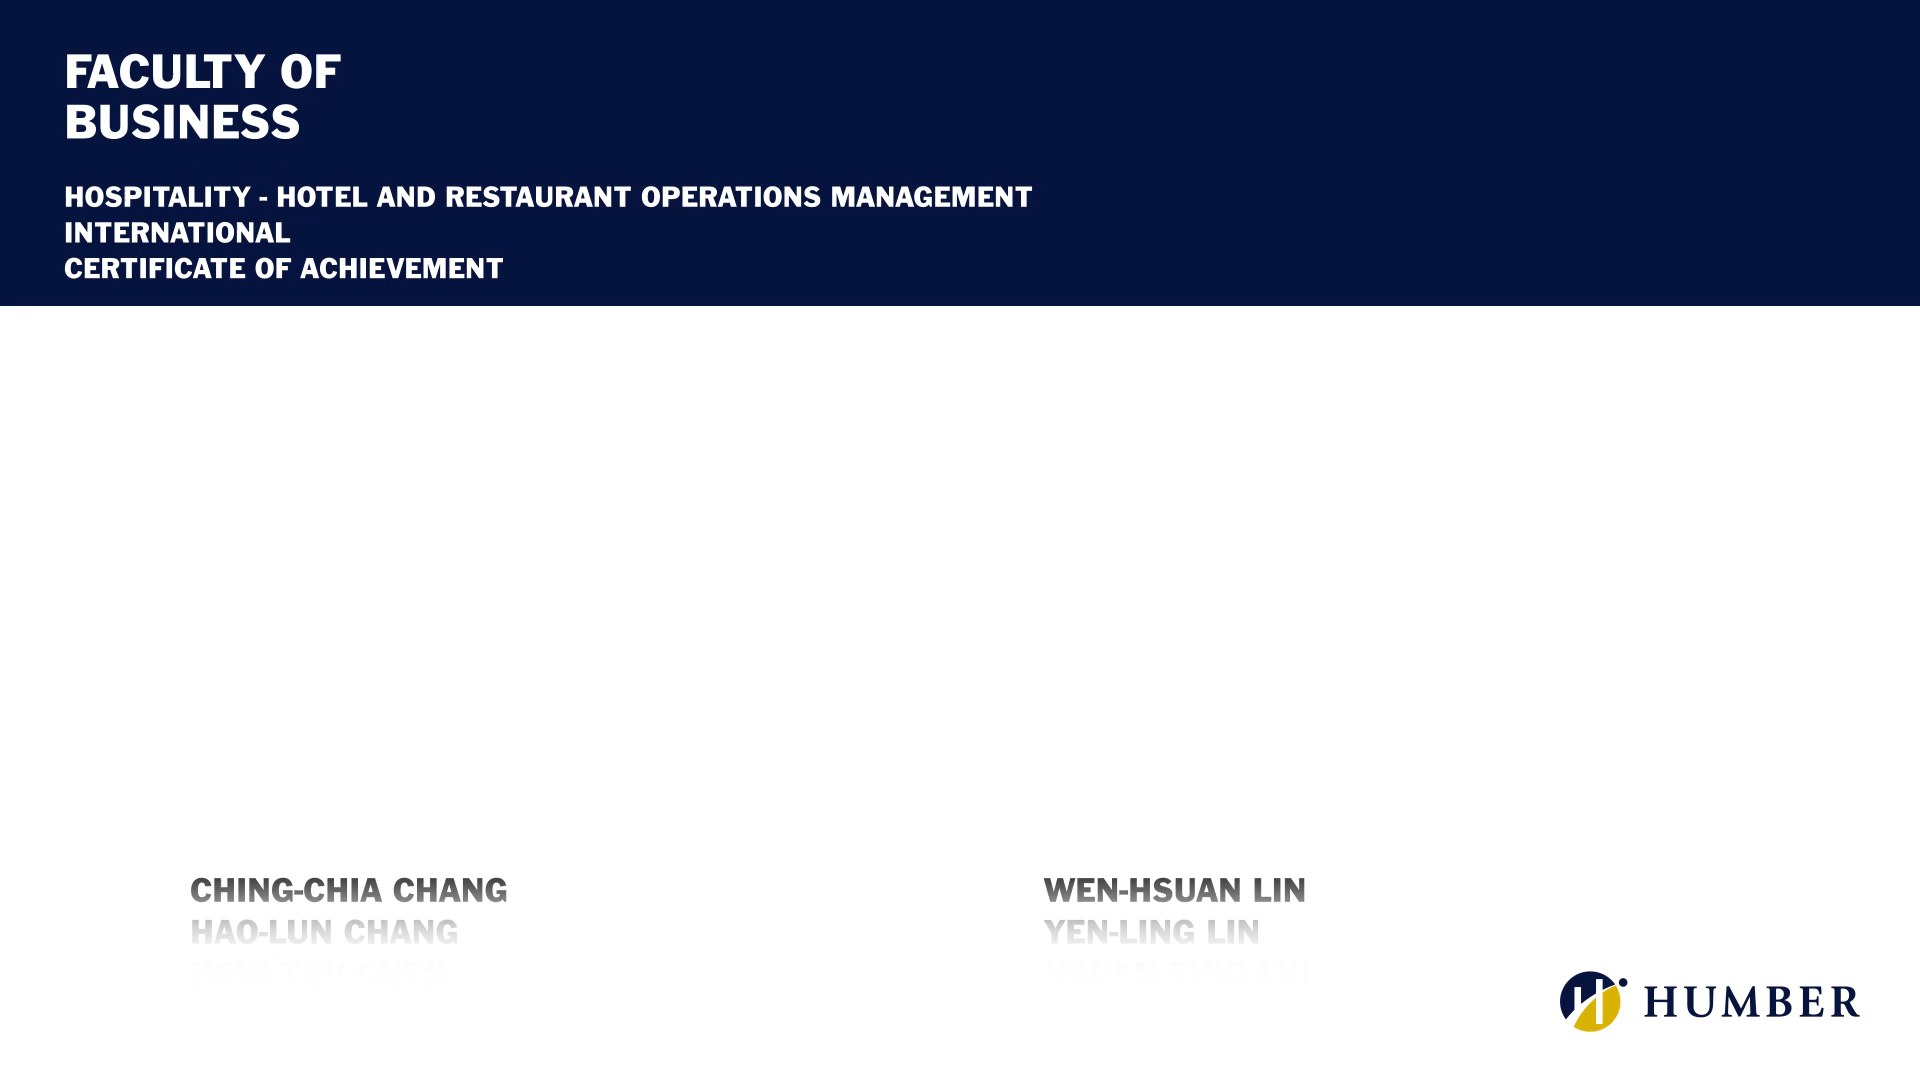 FACULTY OF
BUSINESS
HOSPITALITY - HOTEL AND RESTAURANT OPERATIONS MANAGEMENT
INTERNATIONAL
CERTIFICATE OF ACHIEVEMENT
CHING-CHIA CHANG
HAO-LUN CHANG
WEN-HSUAN LIN
YEN-LING LIN
HUMBER